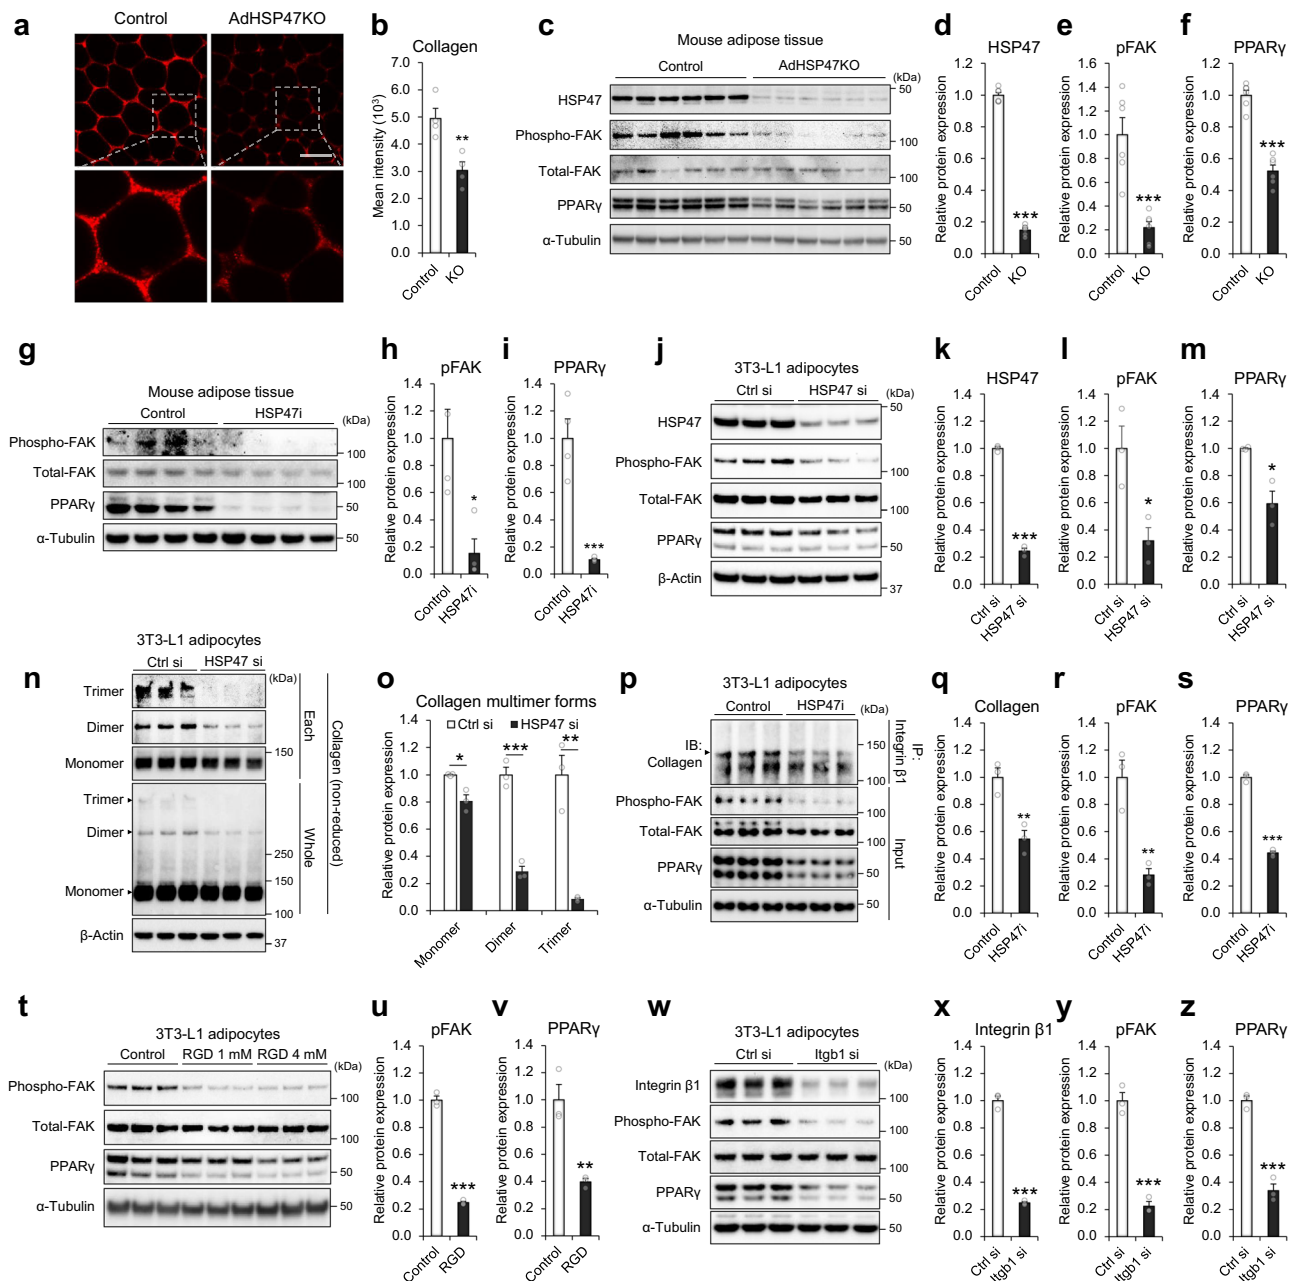 a
Control
AdHSP47KO
b
Collagen
Mean intensity (10³)
7.0
6.0
5.0
4.0
3.0
2.0
1.0
0.0
**
Control
KO
c
Mouse adipose tissue
Control
AdHSP47KO
(kDa)
HSP47
50
Phospho-FAK
100
Total-FAK
100
PPARγ
50
α-Tubulin
50
d
HSP47
Relative protein expression
1.2
1.0
0.8
0.6
0.4
0.2
0.0
***
Control
KO
e
pFAK
Relative protein expression
1.6
1.4
1.2
1.0
0.8
0.6
0.4
0.2
0.0
***
Control
KO
f
PPARγ
Relative protein expression
1.2
1.0
0.8
0.6
0.4
0.2
0.0
***
Control
KO
g
Mouse adipose tissue
Control
HSP47i
(kDa)
Phospho-FAK
100
Total-FAK
100
PPARγ
50
α-Tubulin
50
h
pFAK
Relative protein expression
1.4
1.2
1.0
0.8
0.6
0.4
0.2
0.0
*
Control
HSP47i
i
PPARγ
Relative protein expression
1.4
1.2
1.0
0.8
0.6
0.4
0.2
0.0
***
Control
HSP47i
j
3T3-L1 adipocytes
Ctrl si
HSP47 si
(kDa)
HSP47
50
Phospho-FAK
100
Total-FAK
100
PPARγ
50
β-Actin
37
k
HSP47
Relative protein expression
1.4
1.2
1.0
0.8
0.6
0.4
0.2
0.0
***
Ctrl si
HSP47 si
l
pFAK
Relative protein expression
1.4
1.2
1.0
0.8
0.6
0.4
0.2
0.0
*
Ctrl si
HSP47 si
m
PPARγ
Relative protein expression
1.4
1.2
1.0
0.8
0.6
0.4
0.2
0.0
*
Ctrl si
HSP47 si
n
3T3-L1 adipocytes
Ctrl si
HSP47 si
(kDa)
Trimer
Dimer
Monomer
150
Each
Trimer
Dimer
Monomer
250
150
100
Whole
Collagen (non-reduced)
β-Actin
37
o
Collagen multimer forms
Ctrl si
HSP47 si
Relative protein expression
1.4
1.2
1.0
0.8
0.6
0.4
0.2
0.0
*
***
**
Monomer
Dimer
Trimer
p
3T3-L1 adipocytes
Control
HSP47i
(kDa)
IB:
Collagen
150
100
IP:
Integrin β1
Phospho-FAK
100
Total-FAK
100
PPARγ
50
α-Tubulin
50
Input
q
Collagen
Relative protein expression
1.4
1.2
1.0
0.8
0.6
0.4
0.2
0.0
**
Control
HSP47i
r
pFAK
Relative protein expression
1.4
1.2
1.0
0.8
0.6
0.4
0.2
0.0
**
Control
HSP47i
s
PPARγ
Relative protein expression
1.4
1.2
1.0
0.8
0.6
0.4
0.2
0.0
***
Control
HSP47i
t
3T3-L1 adipocytes
Control
RGD 1 mM
RGD 4 mM
(kDa)
Phospho-FAK
100
Total-FAK
100
PPARγ
50
α-Tubulin
50
u
pFAK
Relative protein expression
1.4
1.2
1.0
0.8
0.6
0.4
0.2
0.0
***
Control
RGD
v
PPARγ
Relative protein expression
1.4
1.2
1.0
0.8
0.6
0.4
0.2
0.0
**
Control
RGD
w
3T3-L1 adipocytes
Ctrl si
Itgb1 si
(kDa)
Integrin β1
100
Phospho-FAK
100
Total-FAK
100
PPARγ
50
α-Tubulin
50
x
Integrin β1
Relative protein expression
1.4
1.2
1.0
0.8
0.6
0.4
0.2
0.0
***
Ctrl si
Itgb1 si
y
pFAK
Relative protein expression
1.4
1.2
1.0
0.8
0.6
0.4
0.2
0.0
***
Ctrl si
Itgb1 si
z
PPARγ
Relative protein expression
1.4
1.2
1.0
0.8
0.6
0.4
0.2
0.0
***
Ctrl si
Itgb1 si